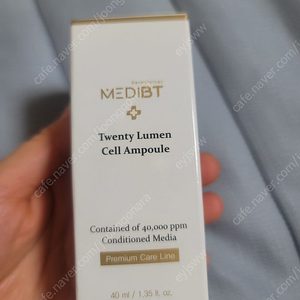 MEDIBT
Twenty Lumen
Cell Ampoule
Contained of 40,000 ppm
Conditioned Media
Premium Care Line
40 ml / 1.35 fl. oz.